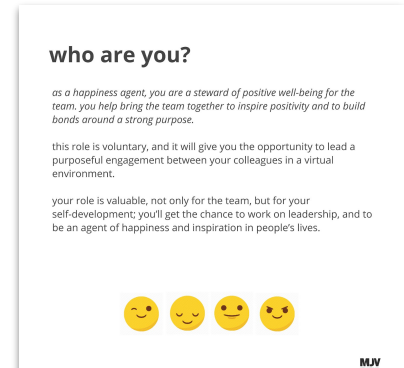 who are you?
as a happiness agent, you are a steward of positive well-being for the
team. you help bring the team together to inspire positivity and to build
bonds around a strong purpose.
this role is voluntary, and it will give you the opportunity to lead a
purposeful engagement between your colleagues in a virtual
environment.
your role is valuable, not only for the team, but for your
self-development; you'll get the chance to work on leadership, and to
be an agent of happiness and inspiration in people's lives.
MJV